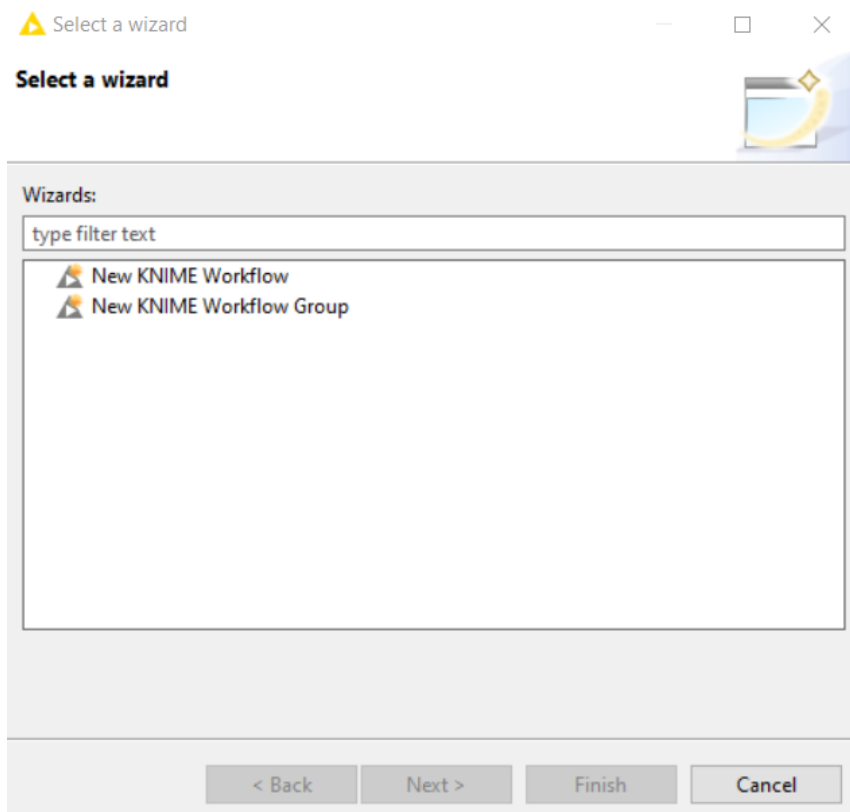 Select a wizard
Select a wizard
Wizards:
type filter text
New KNIME Workflow
New KNIME Workflow Group
< Back Next > Finish Cancel